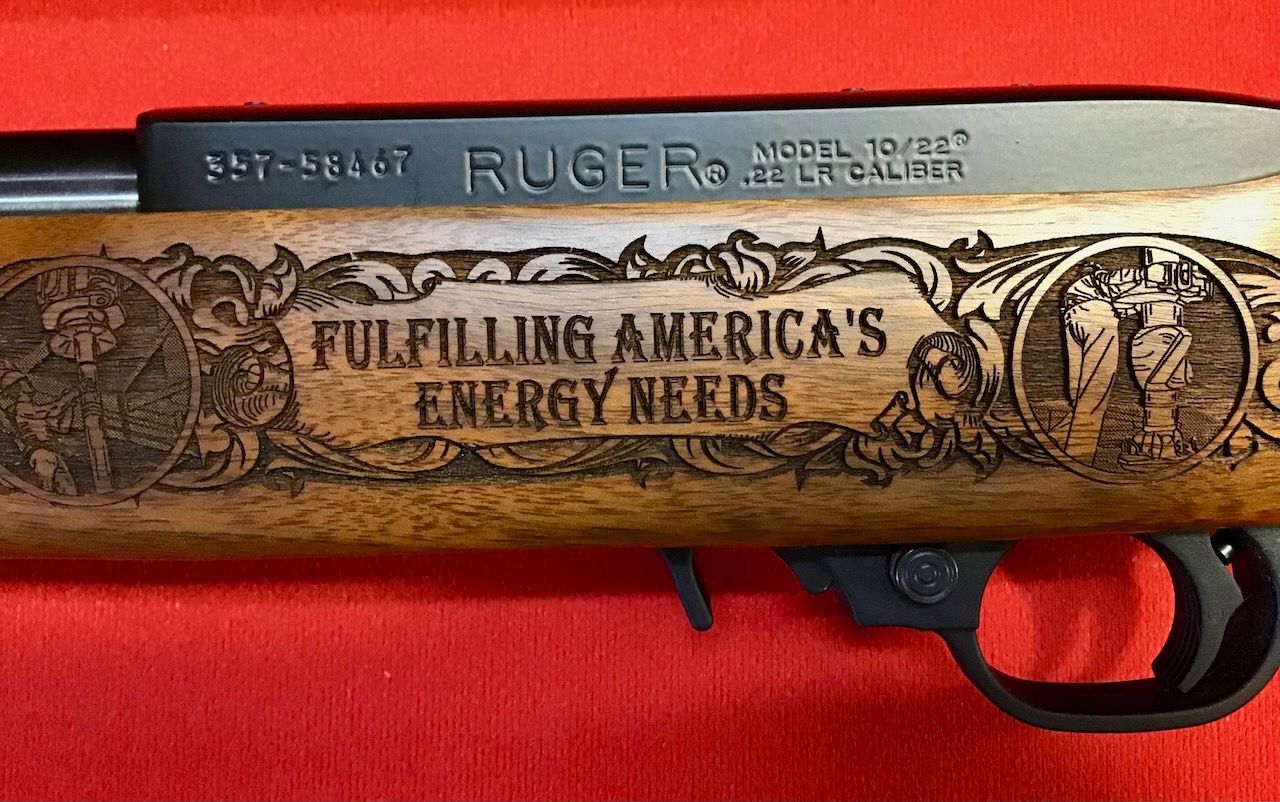 357-58467
RUGER®
MODEL 10/22®
.22 LR CALIBER
FULFILLING AMERICA'S
ENERGY NEEDS